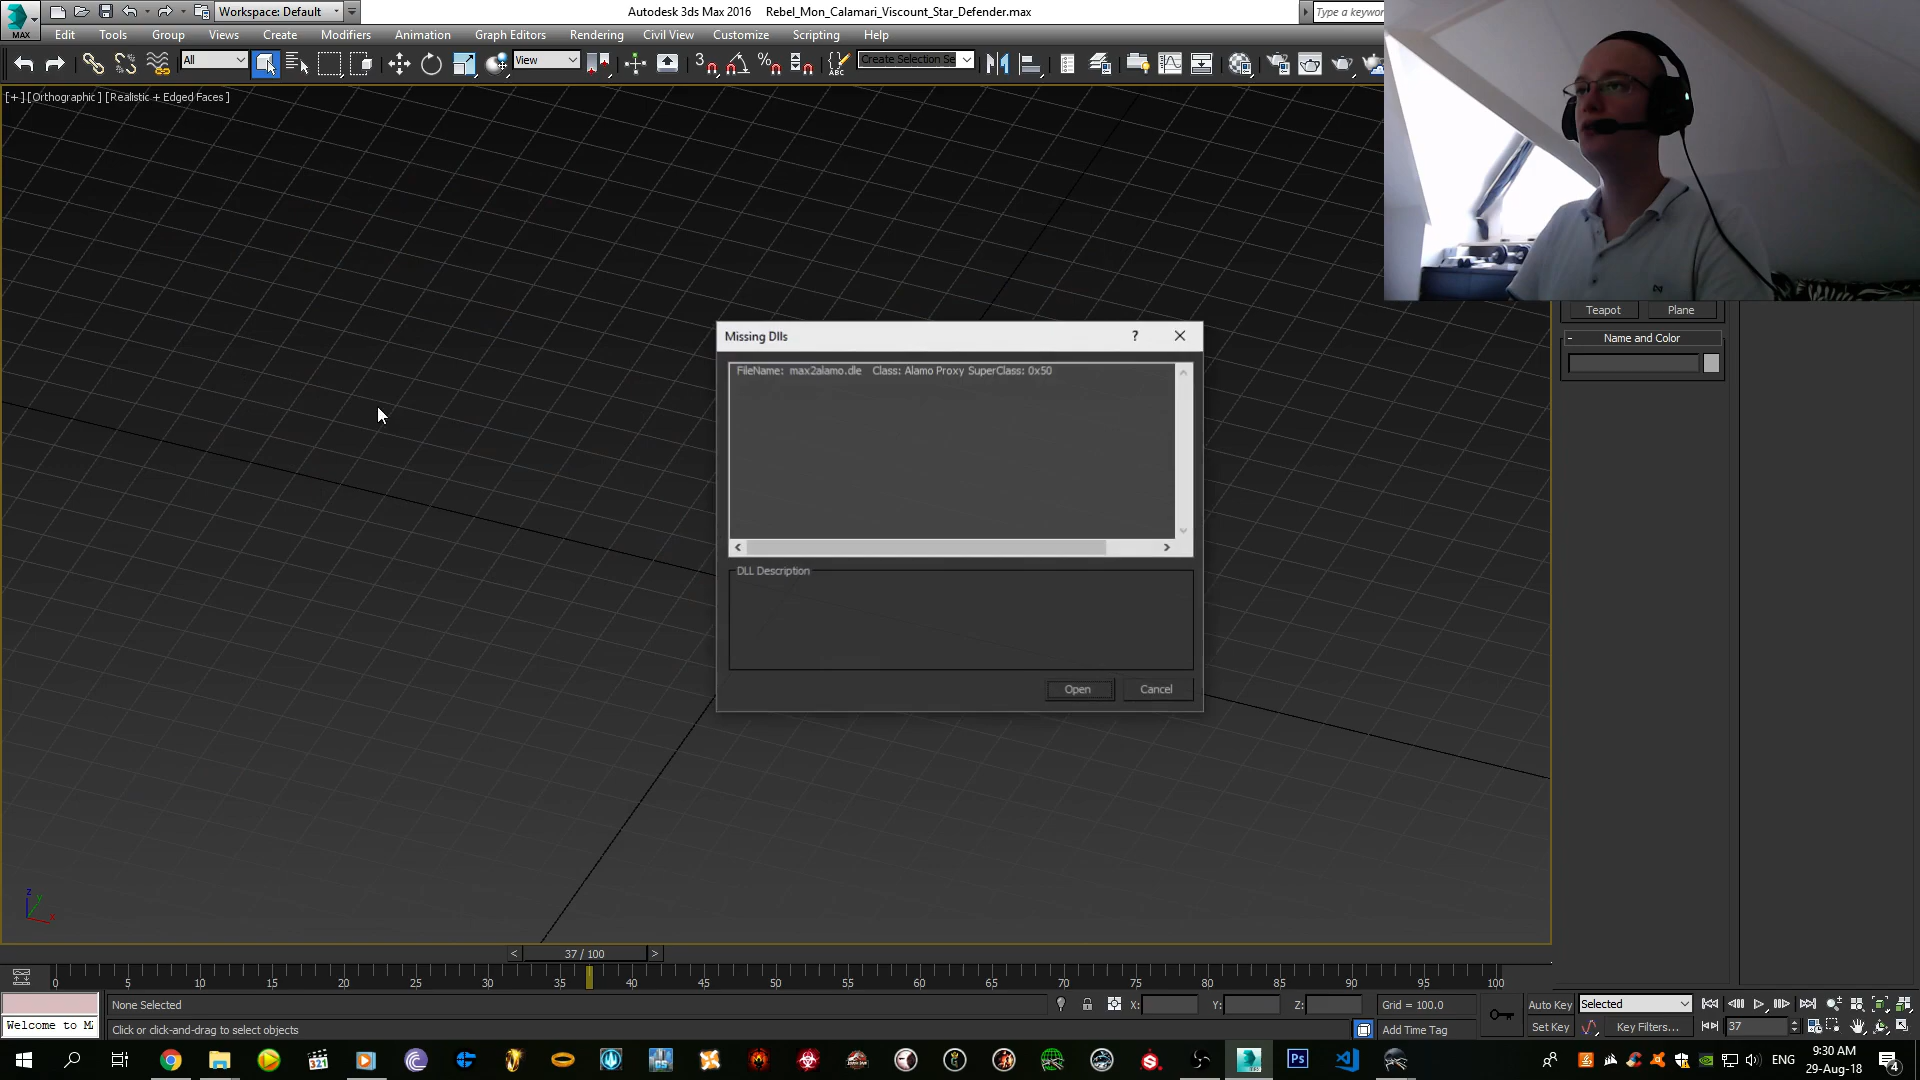 Workspace: Default
Autodesk 3ds Max 2016 Rebel_Mon_Calamari_Viscount_Star_Defender.max
Type a keywor
MAX
Edit Tools Group Views Create Modifiers Animation Graph Editors Rendering Civil View Customize Scripting Help
All
View
3
ABC
Create Selection Se
[+] [Orthographic ] [Realistic + Edged Faces ]
Teapot Plane
- Name and Color
Missing Dlls ?
FileName: max2alamo.dle Class: Alamo Proxy SuperClass: 0x50
DLL Description
Open Cancel
z
y
x
< 37 / 100 >
0 5 10 15 20 25 30 35 40 45 50 55 60 65 70 75 80 85 90 95 100
None Selected
X: Y: Z: Grid = 100.0
Auto Key Selected
Welcome to M
Click or click-and-drag to select objects
Add Time Tag
Set Key Key Filters...
37
321
Ps
ENG
9:30 AM
29-Aug-18
4